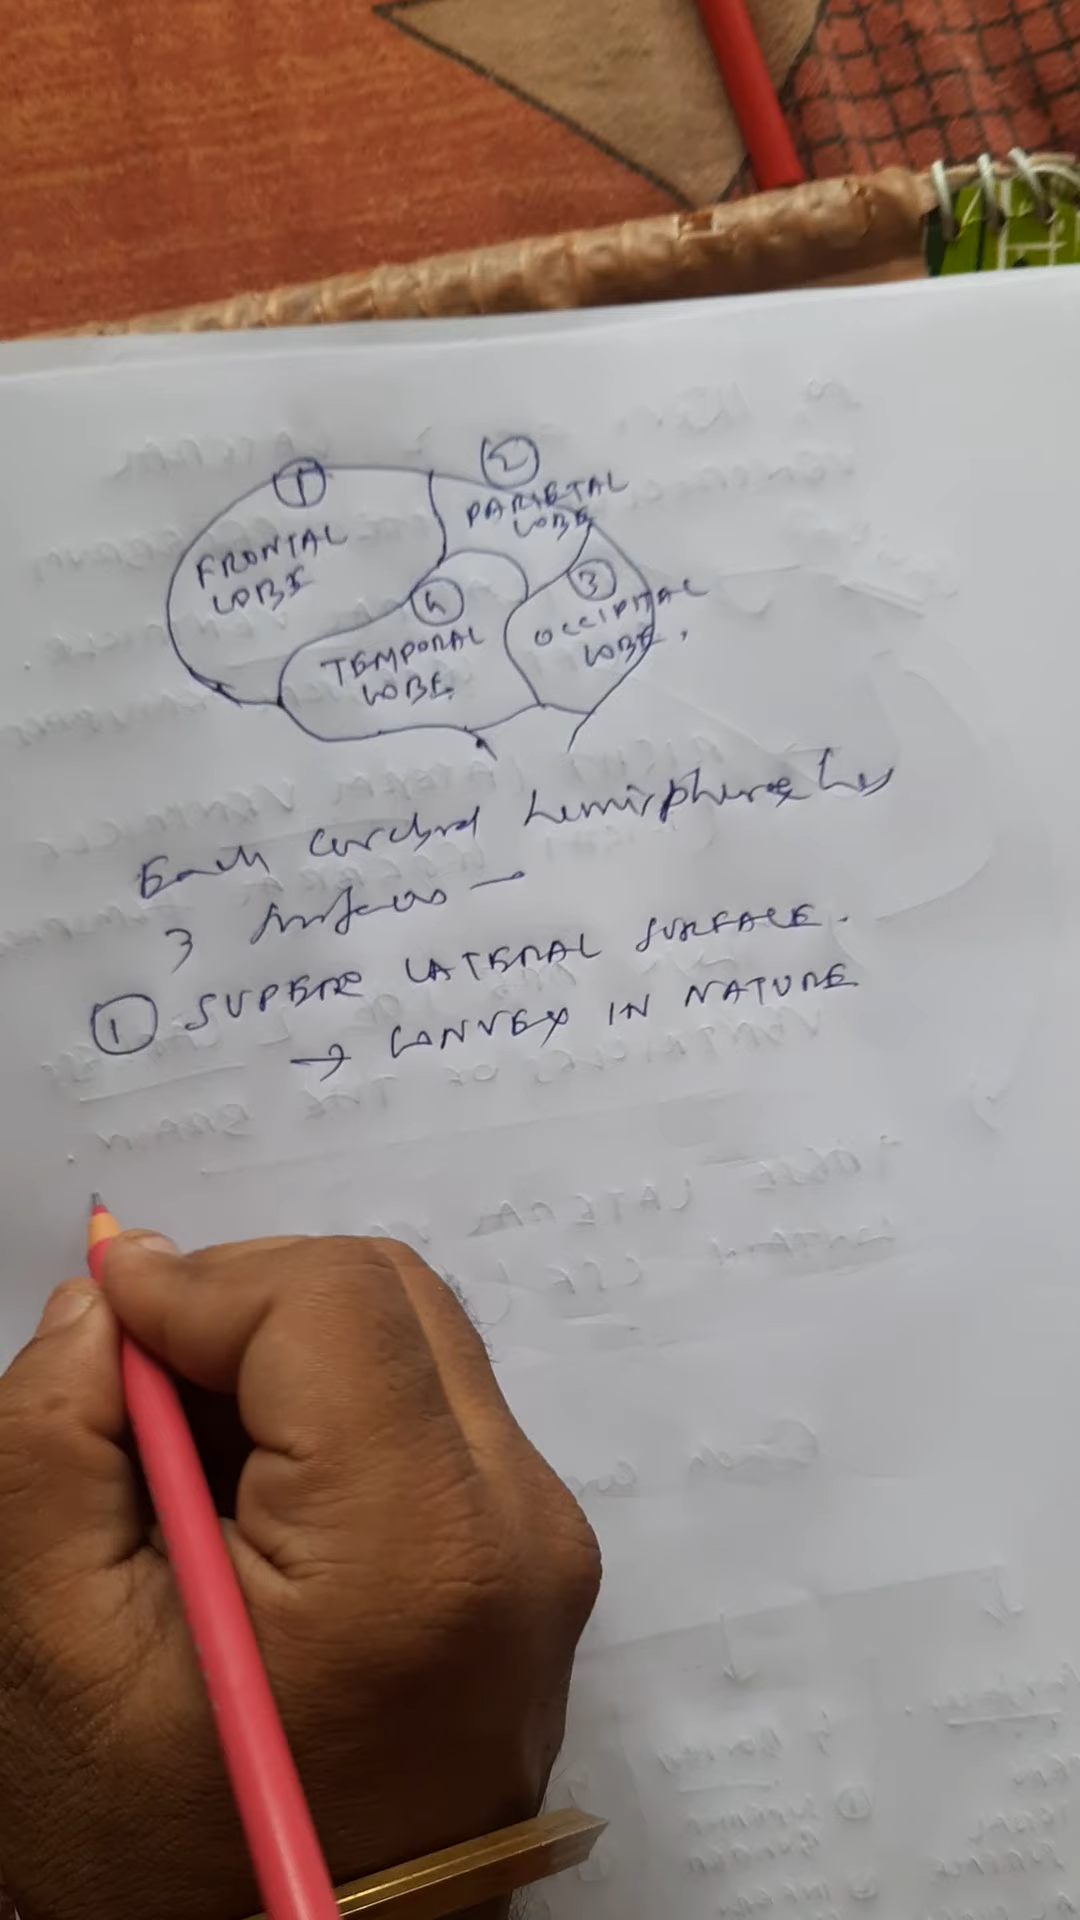 1
FRONTAL
LOBE
2
PARIETAL
LOBE
3
OCCIPITAL
LOBE.
4
TEMPORAL
LOBE
Each cerebral hemisphere has
3 surfaces —
1 SUPERO LATERAL SURFACE.
→ CONVEX IN NATURE